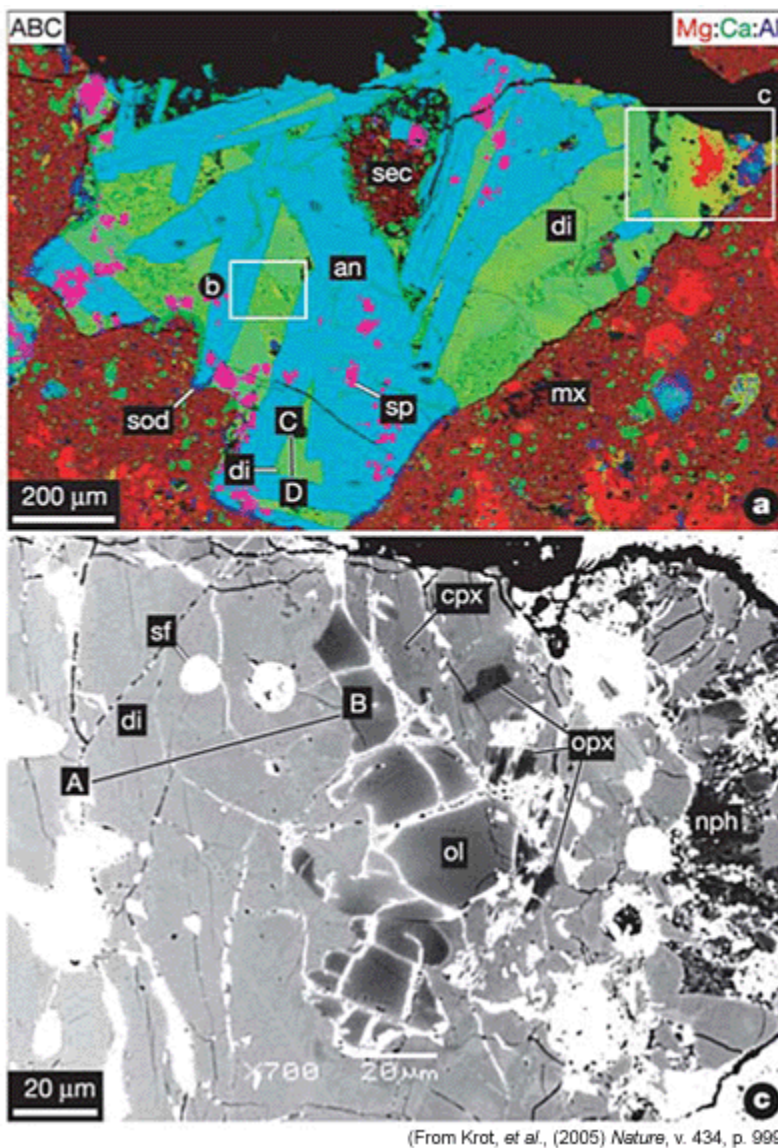 ABC
Mg:Ca:Al
c
sec
di
an
b
sod
sp
mx
C
di
D
200 μm
a
cpx
sf
di
B
opx
A
nph
ol
X700 20μm
20 μm
c
(From Krot, et al., (2005) Nature, v. 434, p. 998